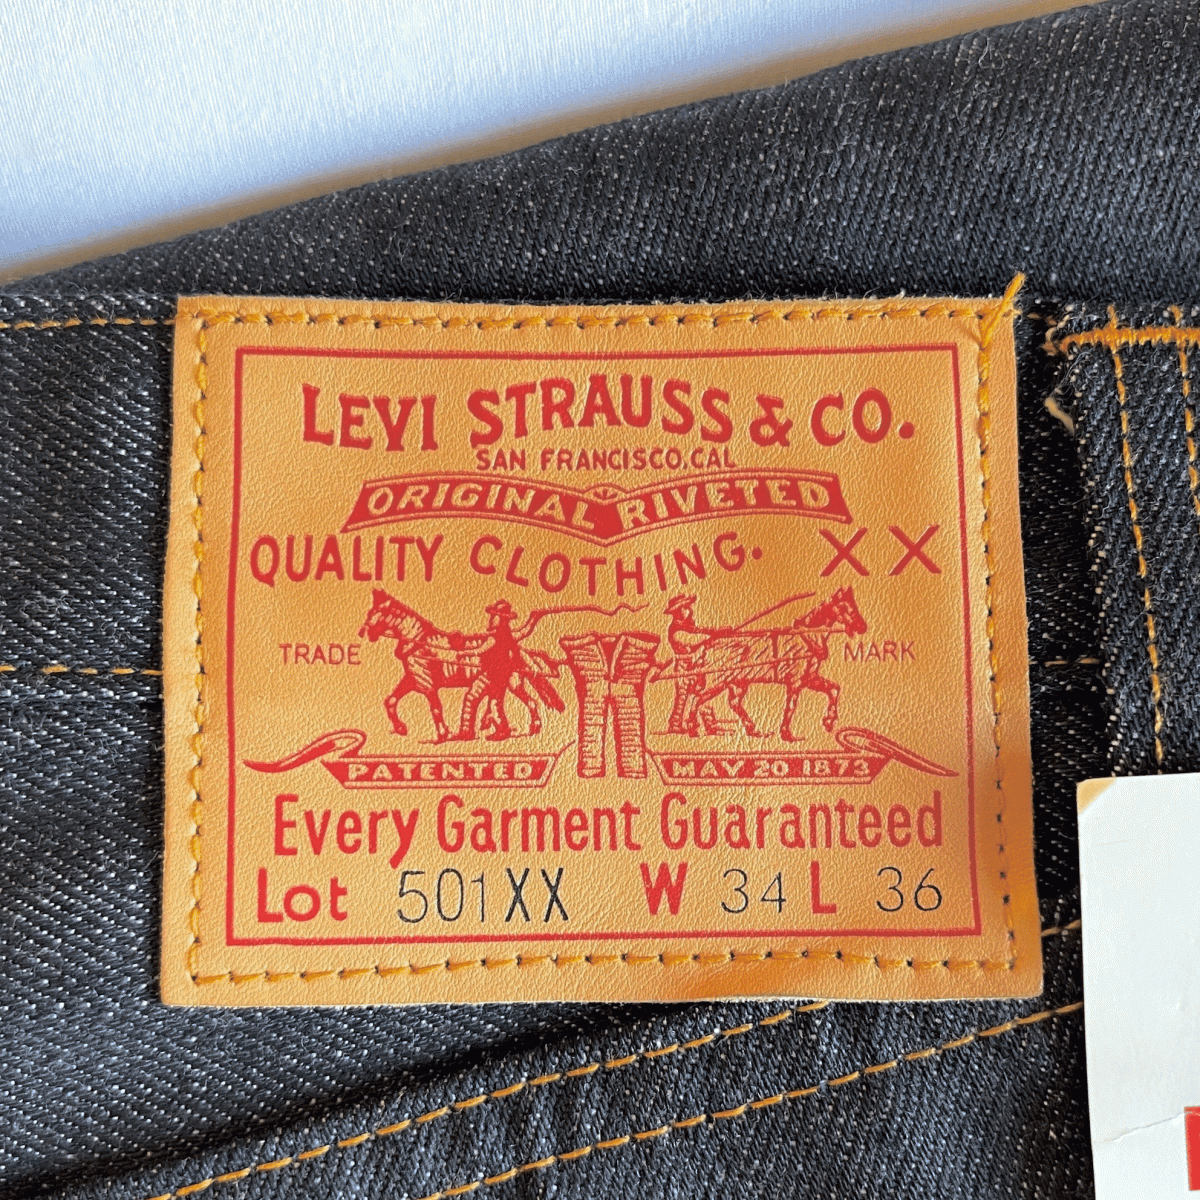 LEVI STRAUSS & CO.
SAN FRANCISCO, CAL
ORIGINAL RIVETED
QUALITY CLOTHING. XX
TRADE MARK
PATENTED MAY 20 1873
Every Garment Guaranteed
Lot 501XX W 34 L 36